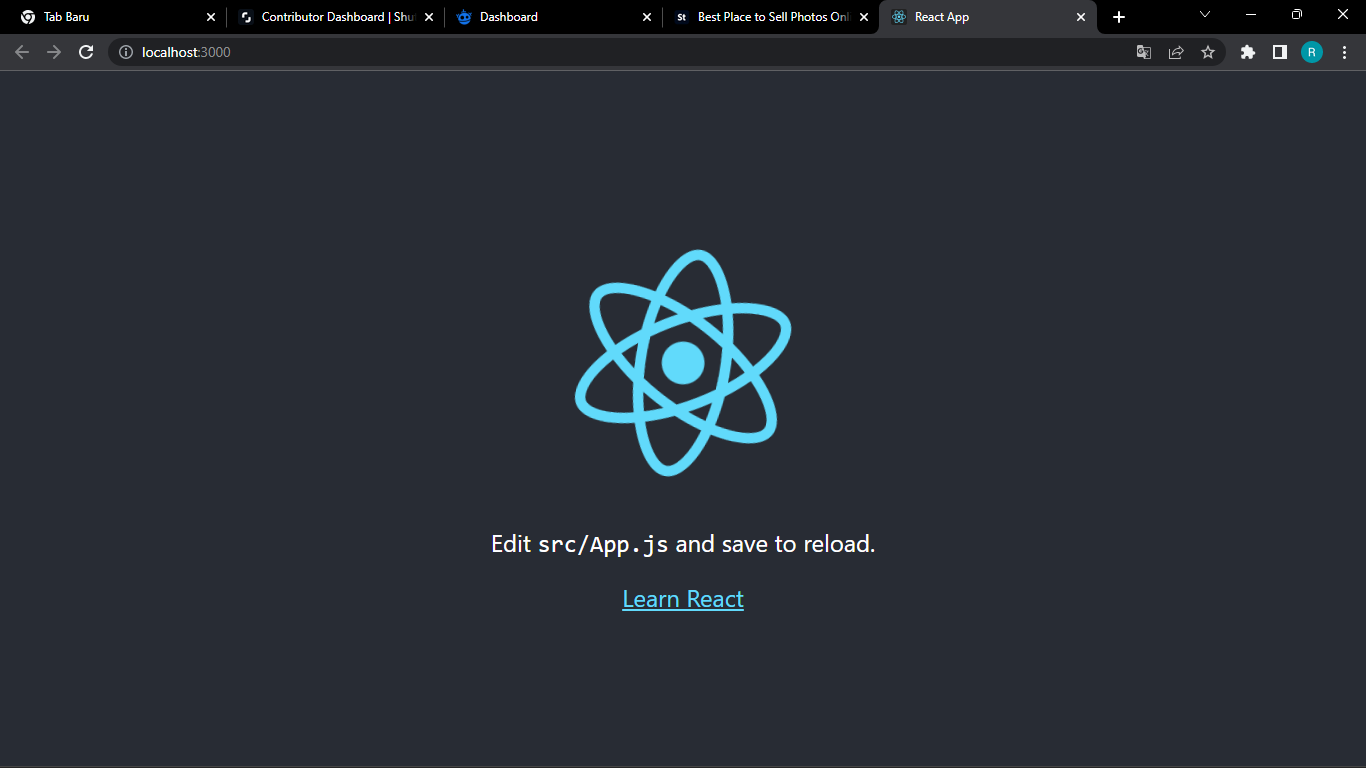 Tab Baru
Contributor Dashboard | Shu
Dashboard
St
Best Place to Sell Photos Onl
React App
localhost:3000
R
Edit src/App.js and save to reload.
Learn React